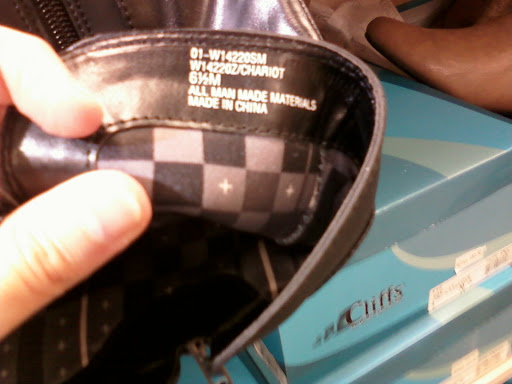 01-W14220SM
W14220Z/CHARIOT
6½M
ALL MAN MADE MATERIALS
MADE IN CHINA
Cliffs